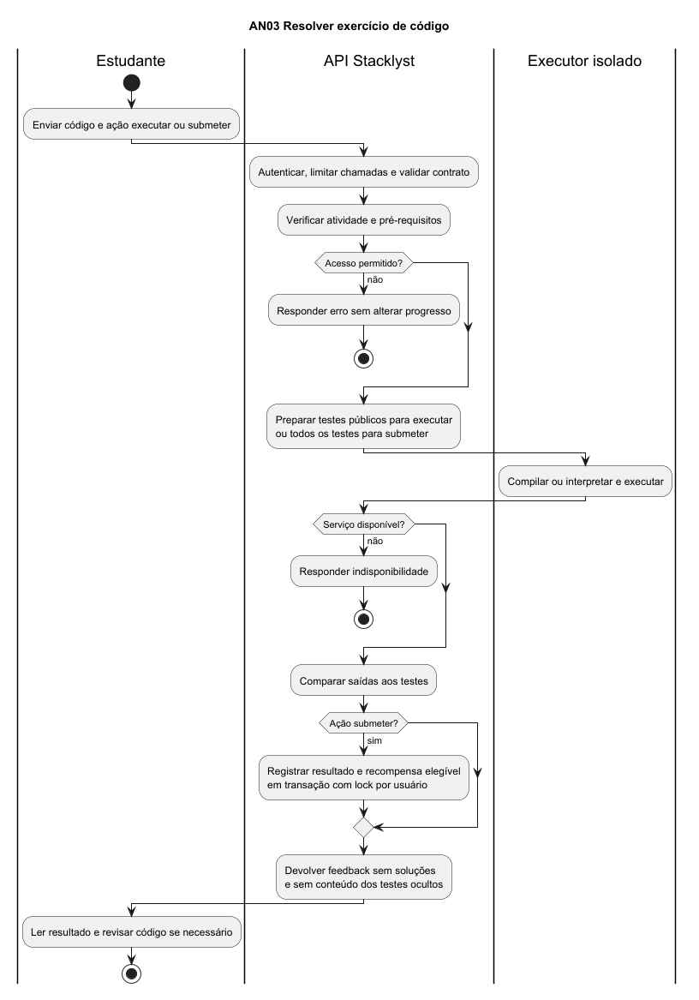 AN03 Resolver exercício de código
Estudante
API Stacklyst
Executor isolado
Enviar código e ação executar ou submeter
Autenticar, limitar chamadas e validar contrato
Verificar atividade e pré-requisitos
Acesso permitido?
não
Responder erro sem alterar progresso
Preparar testes públicos para executar
ou todos os testes para submeter
Compilar ou interpretar e executar
Serviço disponível?
não
Responder indisponibilidade
Comparar saídas aos testes
Ação submeter?
sim
Registrar resultado e recompensa elegível
em transação com lock por usuário
Devolver feedback sem soluções
e sem conteúdo dos testes ocultos
Ler resultado e revisar código se necessário